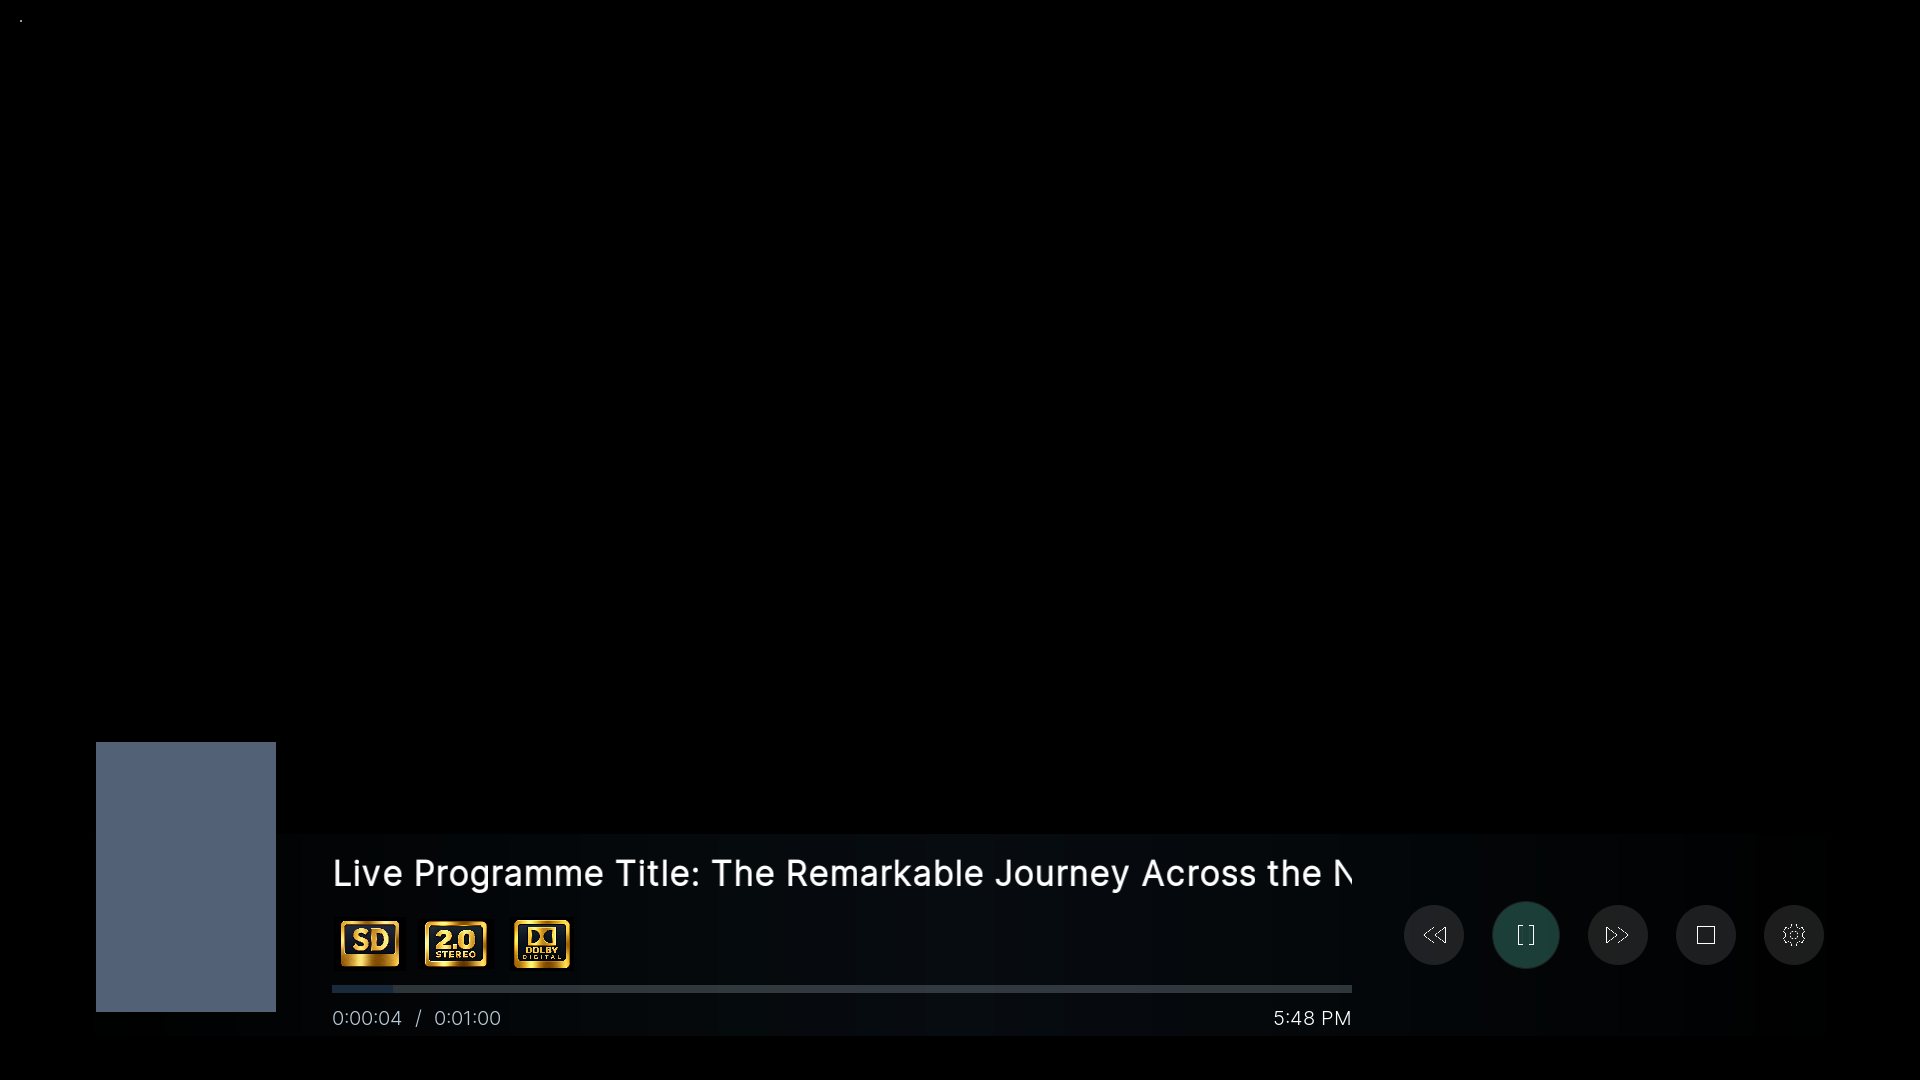 Live Programme Title: The Remarkable Journey Across the
SD 2.0 STEREO DOLBY DIGITAL
0:00:04 / 0:01:00 5:48 PM